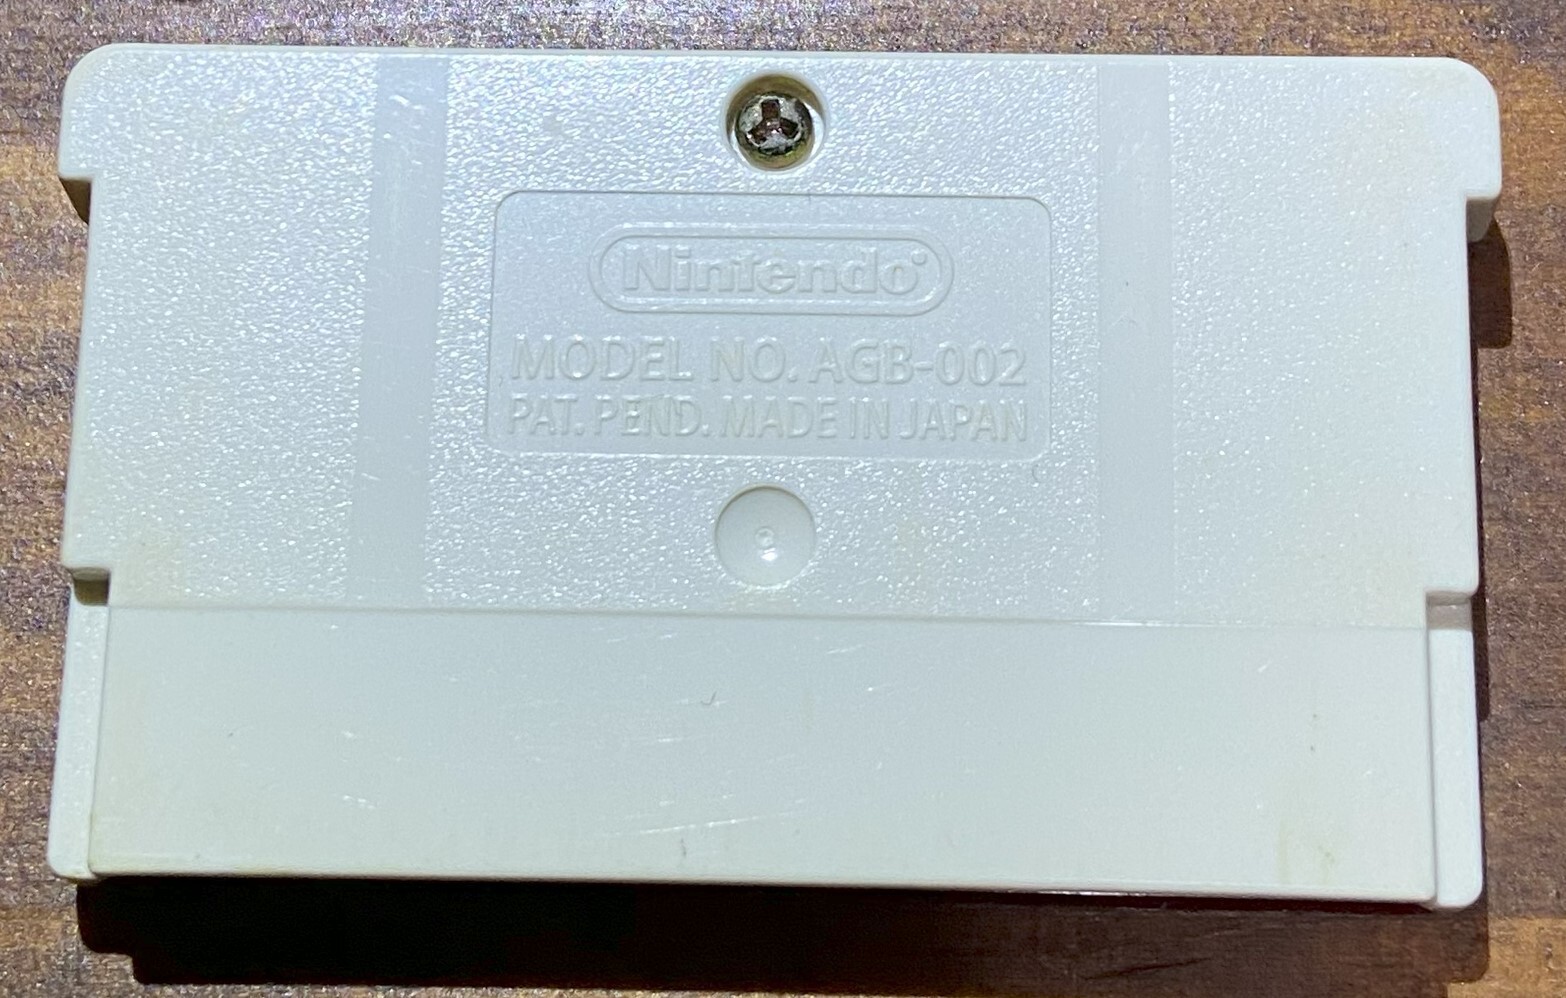 Nintendo
MODEL NO. AGB-002
PAT. PEND. MADE IN JAPAN